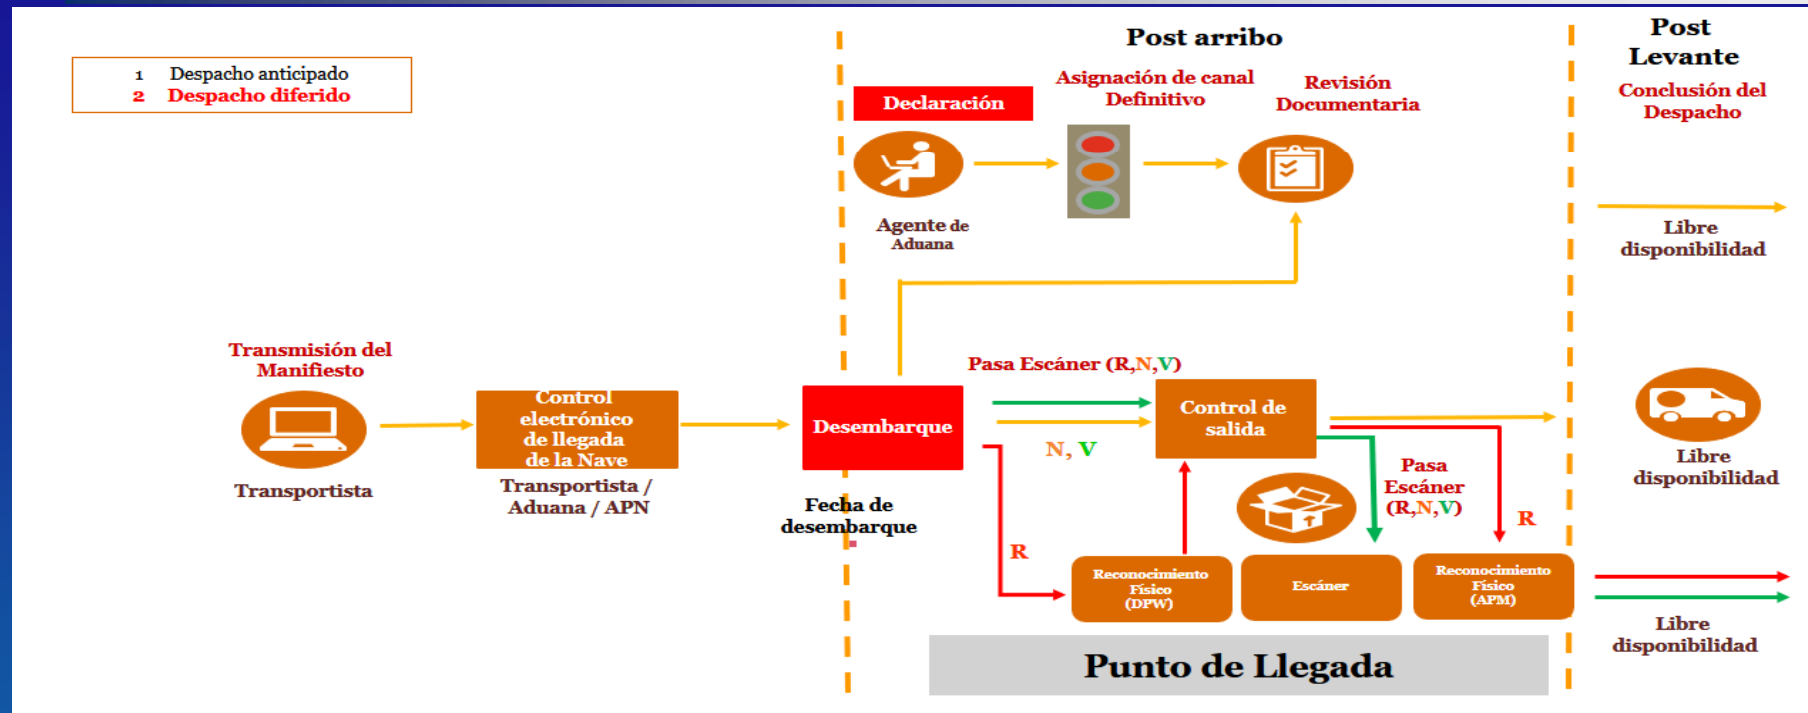 1 Despacho anticipado
2 Despacho diferido
Post arribo
Post
Levante
Declaración
Asignación de canal
Definitivo
Revisión
Documentaria
Conclusión del
Despacho
Agente de
Aduana
Libre
disponibilidad
Transmisión del
Manifiesto
Transportista
Control
electrónico
de llegada
de la Nave
Transportista /
Aduana / APN
Desembarque
Fecha de
desembarque
Pasa Escáner (R,N,V)
N, V
R
Control de
salida
Pasa
Escáner
(R,N,V)
R
Libre
disponibilidad
Reconocimiento
Físico
(DPW)
Escáner
Reconocimiento
Físico
(APM)
Libre
disponibilidad
Punto de Llegada